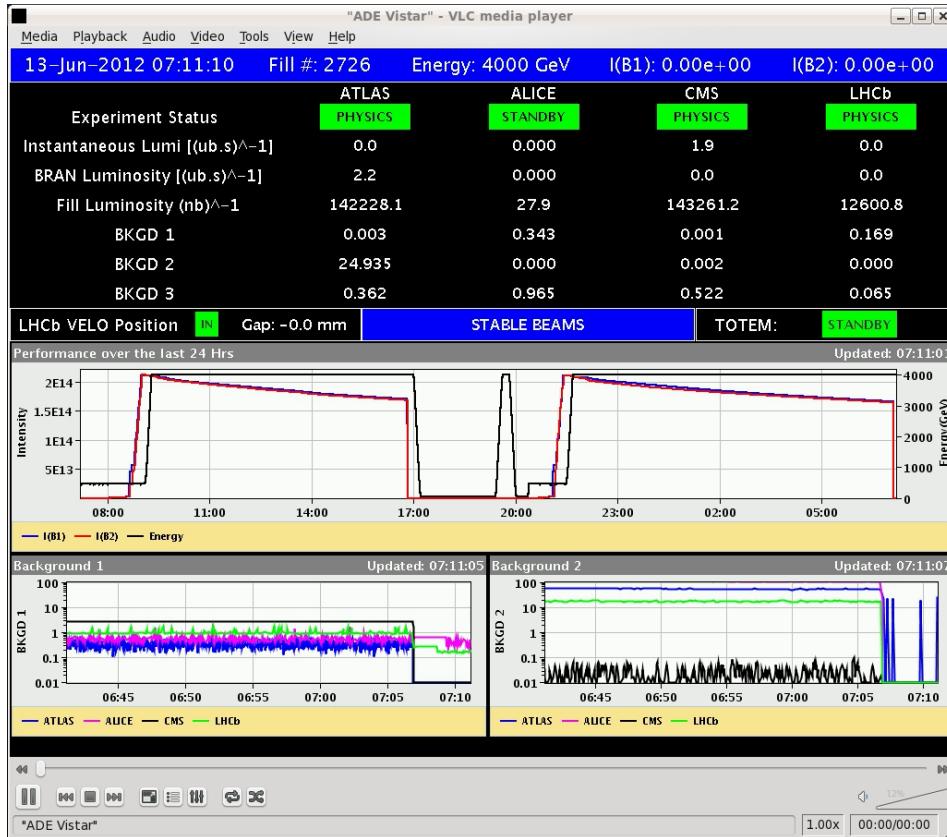 "ADE Vistar" - VLC media player
Media Playback Audio Video Tools View Help
13-Jun-2012 07:11:10 Fill #: 2726 Energy: 4000 GeV I(B1): 0.00e+00 I(B2): 0.00e+00
ATLAS ALICE CMS LHCb
Experiment Status PHYSICS STANDBY PHYSICS PHYSICS
Instantaneous Lumi [(ub.s)^-1] 0.0 0.000 1.9 0.0
BRAN Luminosity [(ub.s)^-1] 2.2 0.000 0.0 0.0
Fill Luminosity (nb)^-1 142228.1 27.9 143261.2 12600.8
BKGD 1 0.003 0.343 0.001 0.169
BKGD 2 24.935 0.000 0.002 0.000
BKGD 3 0.362 0.965 0.522 0.065
LHCb VELO Position IN Gap: -0.0 mm STABLE BEAMS TOTEM: STANDBY
Performance over the last 24 Hrs Updated: 07:11:01
2E14 4000
1.5E14 3000
1E14 2000
5E13 1000
0
Intensity
Energy(GeV)
08:00 11:00 14:00 17:00 20:00 23:00 02:00 05:00
I(B1) I(B2) Energy
Background 1 Updated: 07:11:05
100
10
1
0.1
0.01
BKGD 1
06:45 06:50 06:55 07:00 07:05 07:10
ATLAS ALICE CMS LHCb
Background 2 Updated: 07:11:07
100
10
1
0.1
0.01
BKGD 2
06:45 06:50 06:55 07:00 07:05 07:10
ATLAS ALICE CMS LHCb
12%
"ADE Vistar" 1.00x 00:00/00:00